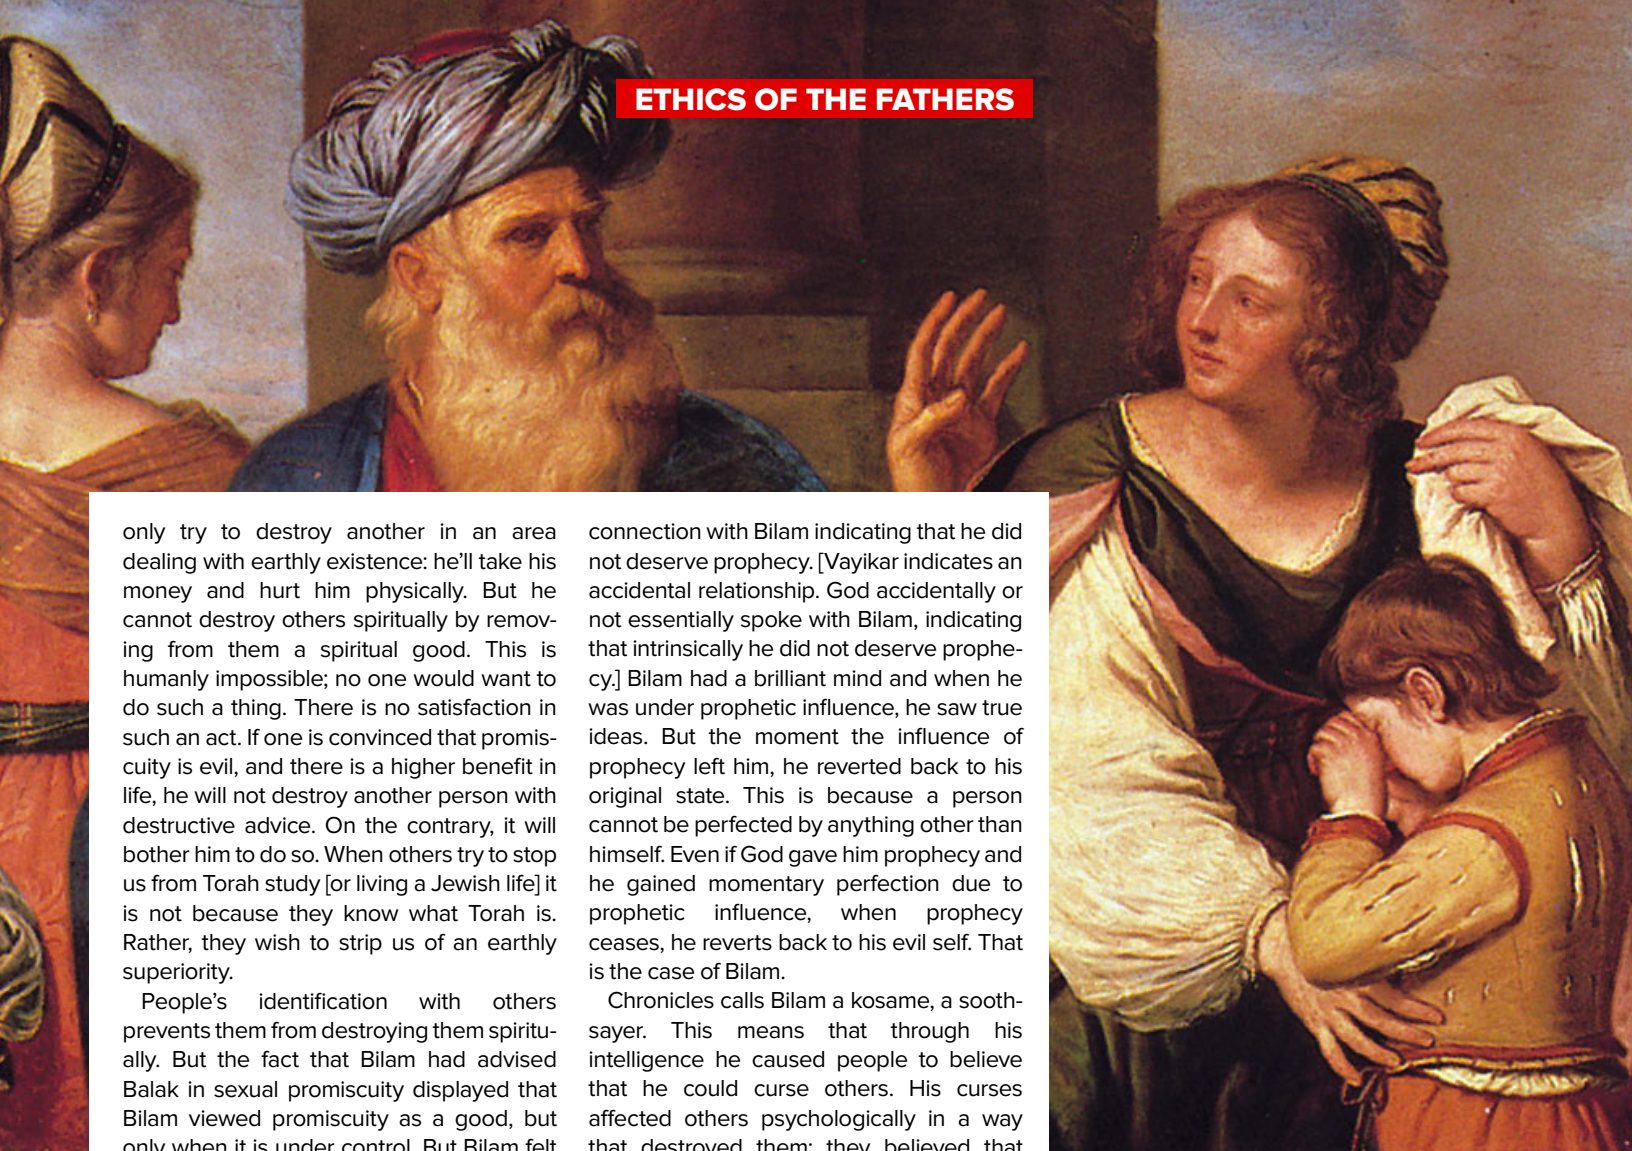 ETHICS OF THE FATHERS
only try to destroy another in an area
dealing with earthly existence: he’ll take his
money and hurt him physically. But he
cannot destroy others spiritually by remov-
ing from them a spiritual good. This is
humanly impossible; no one would want to
do such a thing. There is no satisfaction in
such an act. If one is convinced that promis-
cuity is evil, and there is a higher benefit in
life, he will not destroy another person with
destructive advice. On the contrary, it will
bother him to do so. When others try to stop
us from Torah study [or living a Jewish life] it
is not because they know what Torah is.
Rather, they wish to strip us of an earthly
superiority.
People’s identification with others
prevents them from destroying them spiritu-
ally. But the fact that Bilam had advised
Balak in sexual promiscuity displayed that
Bilam viewed promiscuity as a good, but
only when it is under control. But Bilam felt
connection with Bilam indicating that he did
not deserve prophecy. [Vayikar indicates an
accidental relationship. God accidentally or
not essentially spoke with Bilam, indicating
that intrinsically he did not deserve prophe-
cy.] Bilam had a brilliant mind and when he
was under prophetic influence, he saw true
ideas. But the moment the influence of
prophecy left him, he reverted back to his
original state. This is because a person
cannot be perfected by anything other than
himself. Even if God gave him prophecy and
he gained momentary perfection due to
prophetic influence, when prophecy
ceases, he reverts back to his evil self. That
is the case of Bilam.
Chronicles calls Bilam a kosame, a sooth-
sayer. This means that through his
intelligence he caused people to believe
that he could curse others. His curses
affected others psychologically in a way
that destroyed them; they believed that